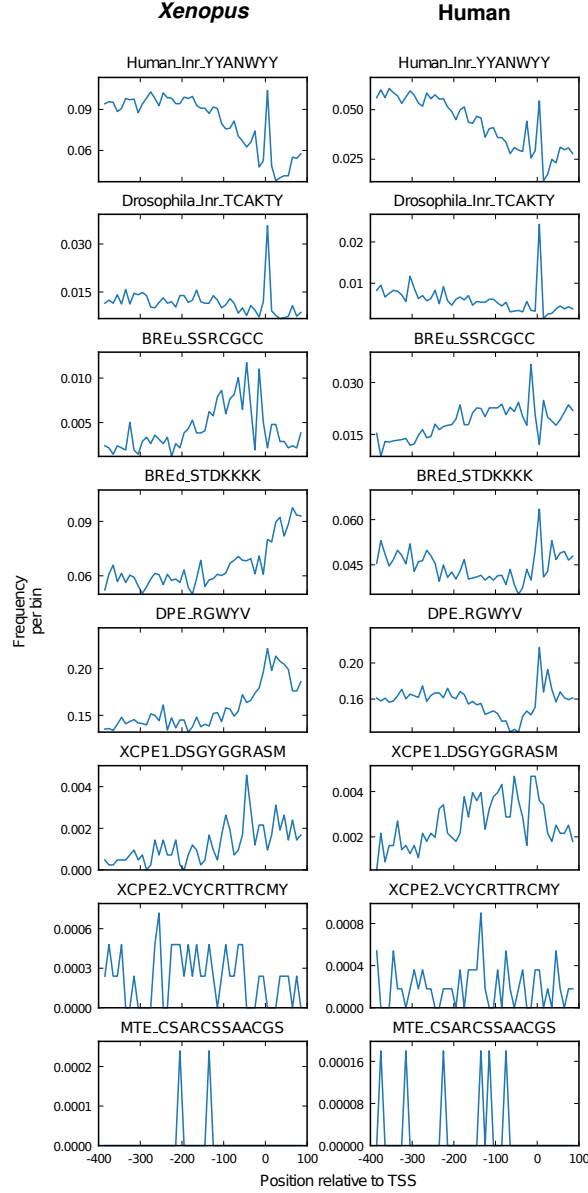 Xenopus Human
Human_Inr_YYANWYY Human_Inr_YYANWYY
0.09 0.050
0.06 0.025
Drosophila_Inr_TCAKTY Drosophila_Inr_TCAKTY
0.030 0.02
0.015 0.01
BREu_SSRCGCC BREu_SSRCGCC
0.010 0.030
0.005 0.015
BREd_STDKKKK BREd_STDKKKK
0.09 0.060
0.06 0.045
Frequency
per bin
DPE_RGWYV DPE_RGWYV
0.20 0.20
0.15 0.16
XCPE1_DSGYGGRASM XCPE1_DSGYGGRASM
0.004 0.004
0.002 0.002
0.000
XCPE2_VCYCRTTRCMY XCPE2_VCYCRTTRCMY
0.0006 0.0008
0.0003 0.0004
0.0000 0.0000
MTE_CSARCSSAACGS MTE_CSARCSSAACGS
0.0002 0.00016
0.0001 0.00008
0.0000 0.00000
-400 -300 -200 -100 0 100 -400 -300 -200 -100 0 100
Position relative to TSS